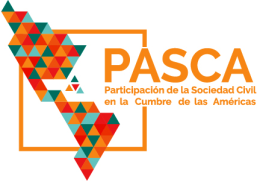 PASCA
Participación de la Sociedad Civil
en la Cumbre de las Américas